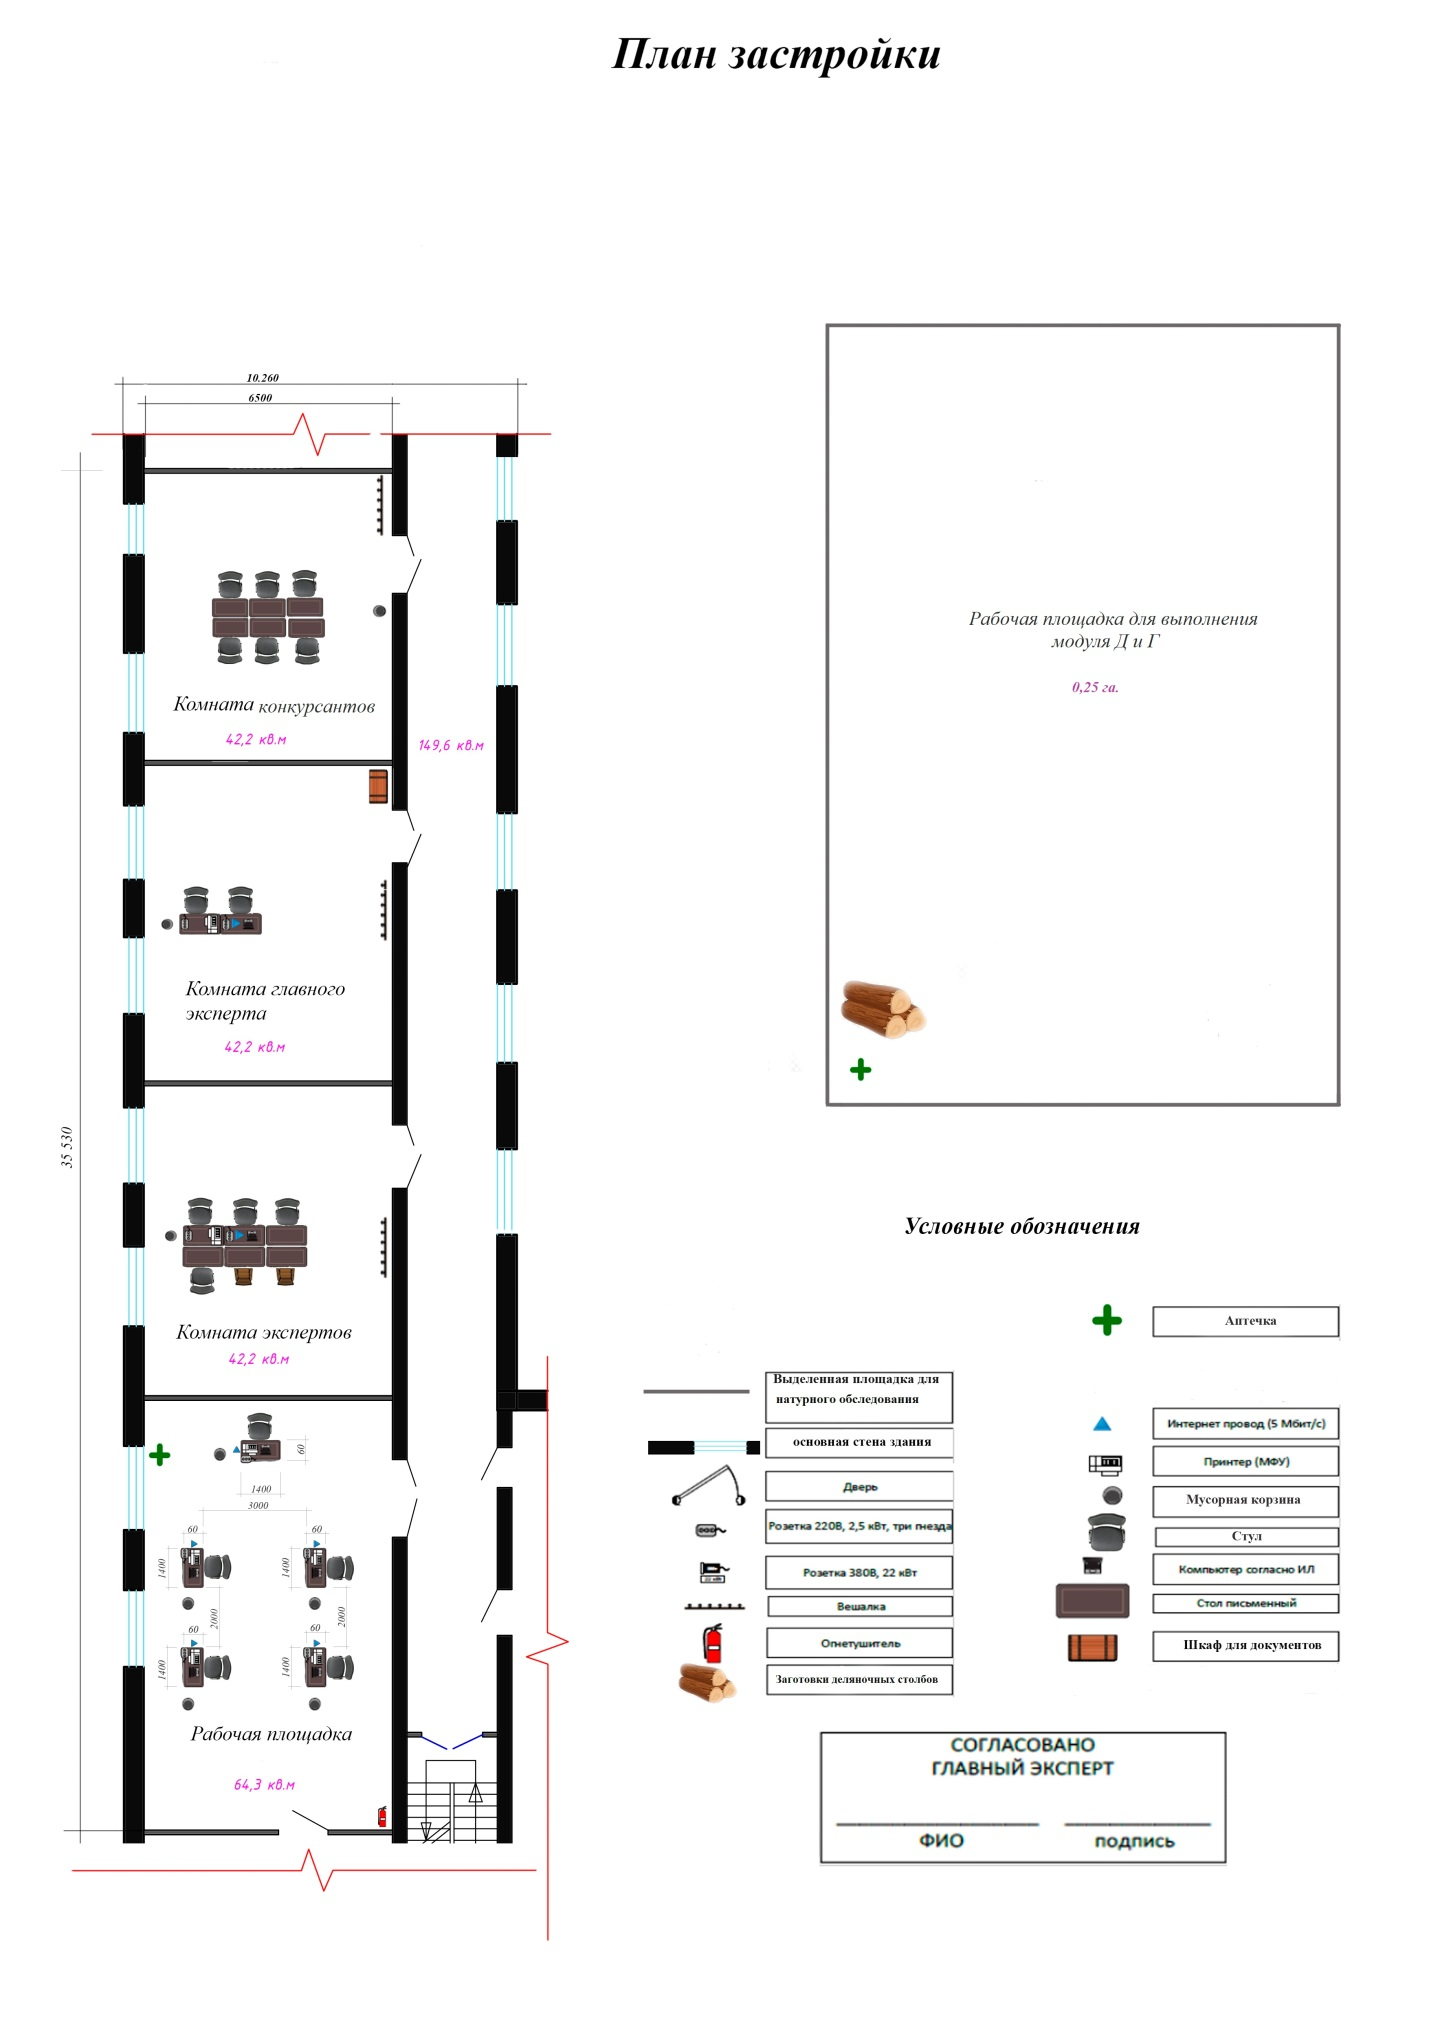 План застройки
10.260
6500
Комната конкурсантов
42,2 кв.м
149,6 кв.м
Комната главного
эксперта
42,2 кв.м
35 530
Комната экспертов
42,2 кв.м
60
1400
3000
60
60
1400
1400
2000
2000
60
60
1400
1400
Рабочая площадка
64,3 кв.м
Рабочая площадка для выполнения
модуля Д и Г
0,25 га.
Условные обозначения
Выделенная площадка для
натурного обследования
основная стена здания
Дверь
Розетка 220В, 2,5 кВт, три гнезда
Розетка 380В, 22 кВт
Вешалка
Огнетушитель
Заготовки деляночных столбов
Аптечка
Интернет провод (5 Мбит/с)
Принтер (МФУ)
Мусорная корзина
Стул
Компьютер согласно ИЛ
Стол письменный
Шкаф для документов
СОГЛАСОВАНО
ГЛАВНЫЙ ЭКСПЕРТ
ФИО подпись